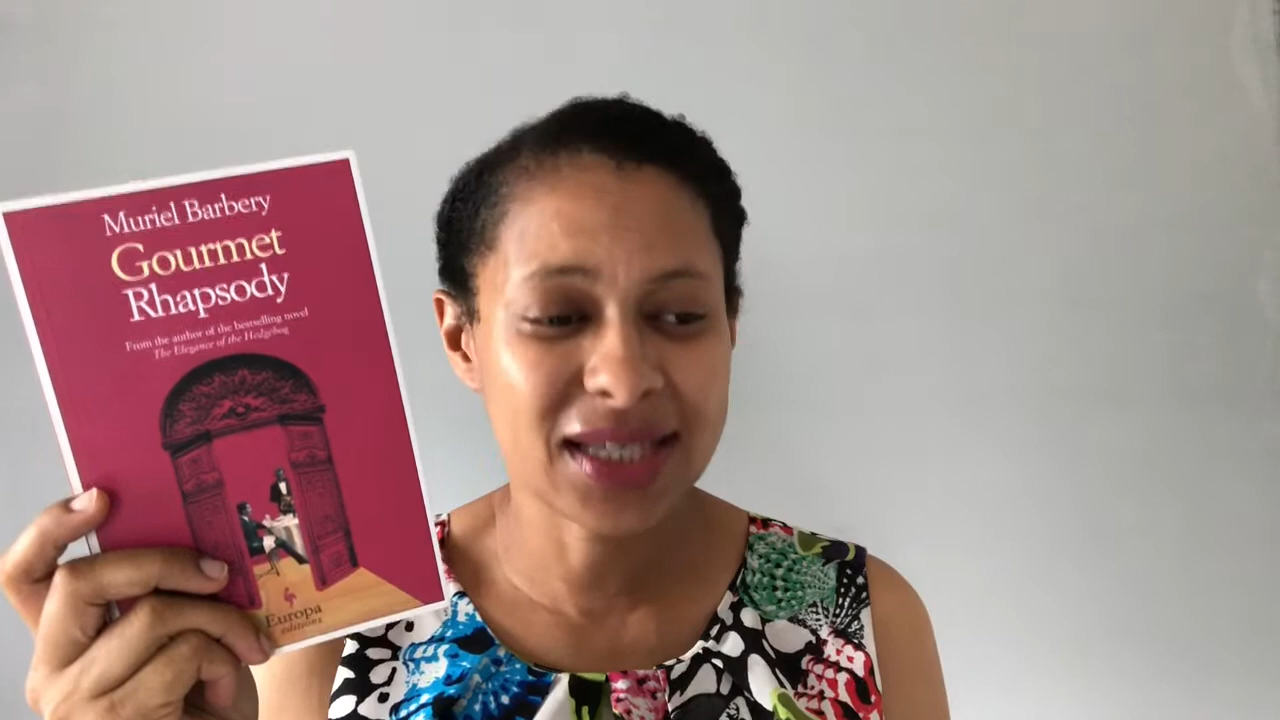 Muriel Barbery
Gourmet
Rhapsody
From the author of the bestselling novel
The Elegance of the Hedgehog
Europa
editions